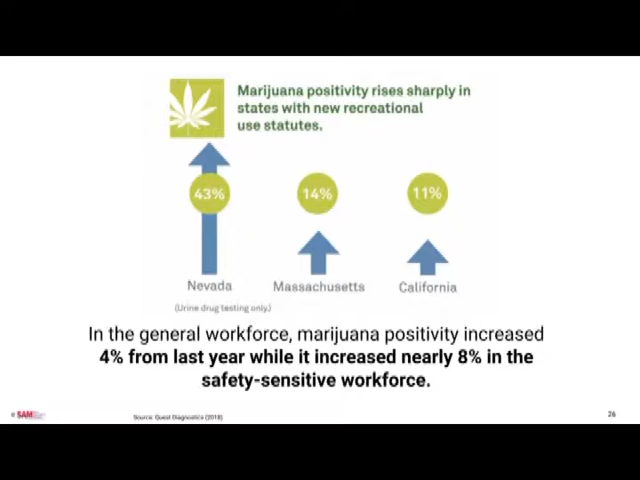 Marijuana positivity rises sharply in
states with new recreational
use statutes.
43%
14%
11%
Nevada
Massachusetts
California
(Urine drug testing only.)
In the general workforce, marijuana positivity increased
4% from last year while it increased nearly 8% in the
safety-sensitive workforce.
SAM
Source: Quest Diagnostics (2018)
26